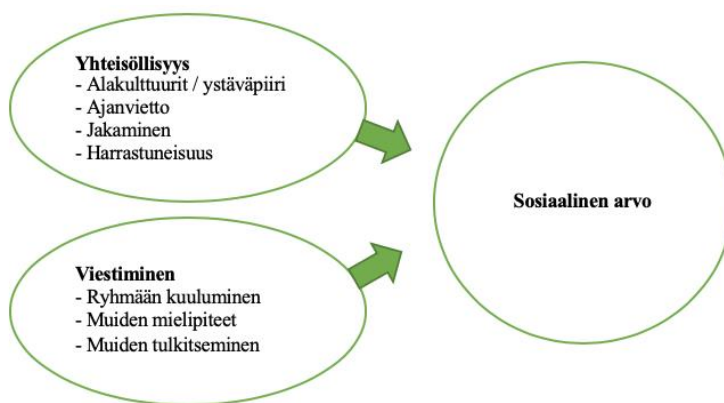 Yhteisöllisyys
- Alakulttuurit / ystäväpiiri
- Ajanvietto
- Jakaminen
- Harrastuneisuus
Viestiminen
- Ryhmään kuuluminen
- Muiden mielipiteet
- Muiden tulkitseminen
Sosiaalinen arvo